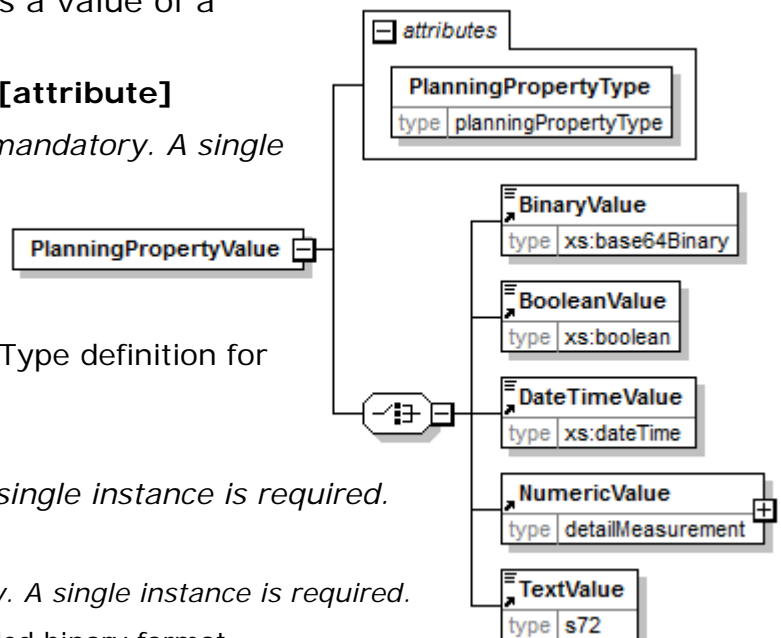 s a value of a
[attribute]
mandatory. A single
Type definition for
single instance is required.
. A single instance is required.
binary format
attributes
PlanningPropertyType
type planningPropertyType
PlanningPropertyValue
BinaryValue
type xs:base64Binary
BooleanValue
type xs:boolean
DateTimeValue
type xs:dateTime
NumericValue
type detailMeasurement
TextValue
type s72